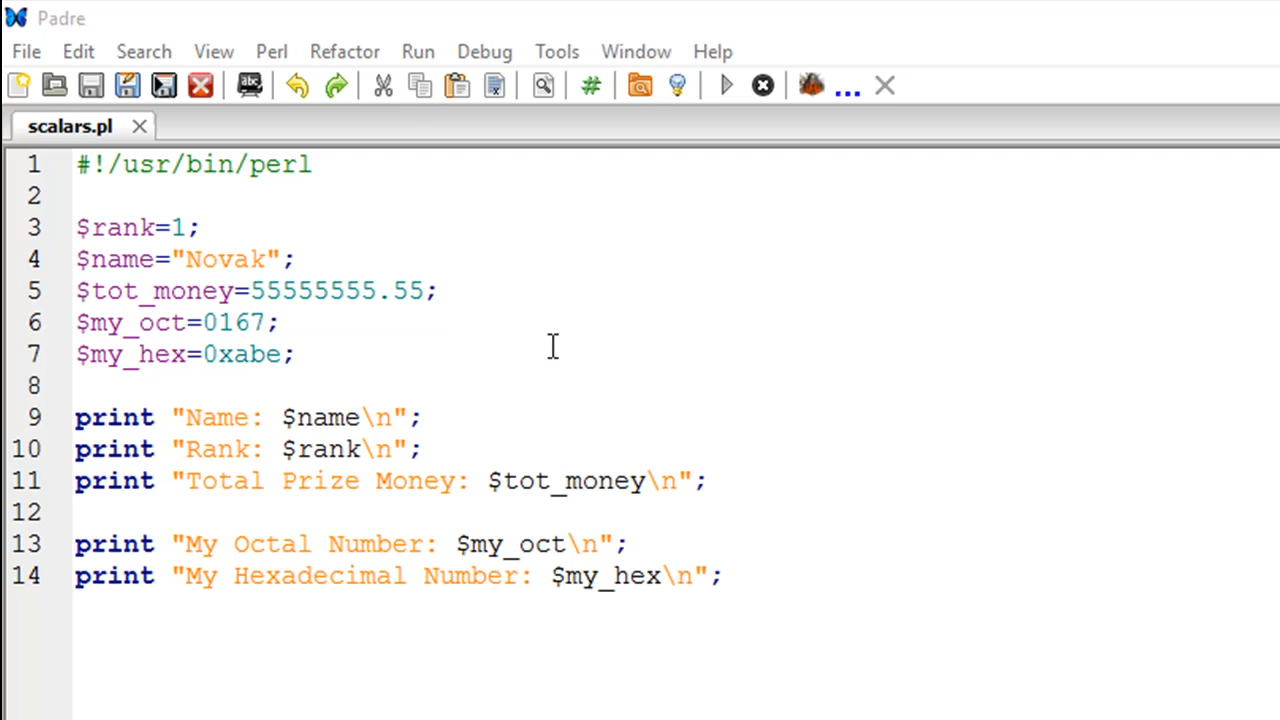 Padre
File Edit Search View Perl Refactor Run Debug Tools Window Help
abc # ...
scalars.pl
1 #!/usr/bin/perl
2
3 $rank=1;
4 $name="Novak";
5 $tot_money=55555555.55;
6 $my_oct=0167;
7 $my_hex=0xabe;
8
9 print "Name: $name\n";
10 print "Rank: $rank\n";
11 print "Total Prize Money: $tot_money\n";
12
13 print "My Octal Number: $my_oct\n";
14 print "My Hexadecimal Number: $my_hex\n";